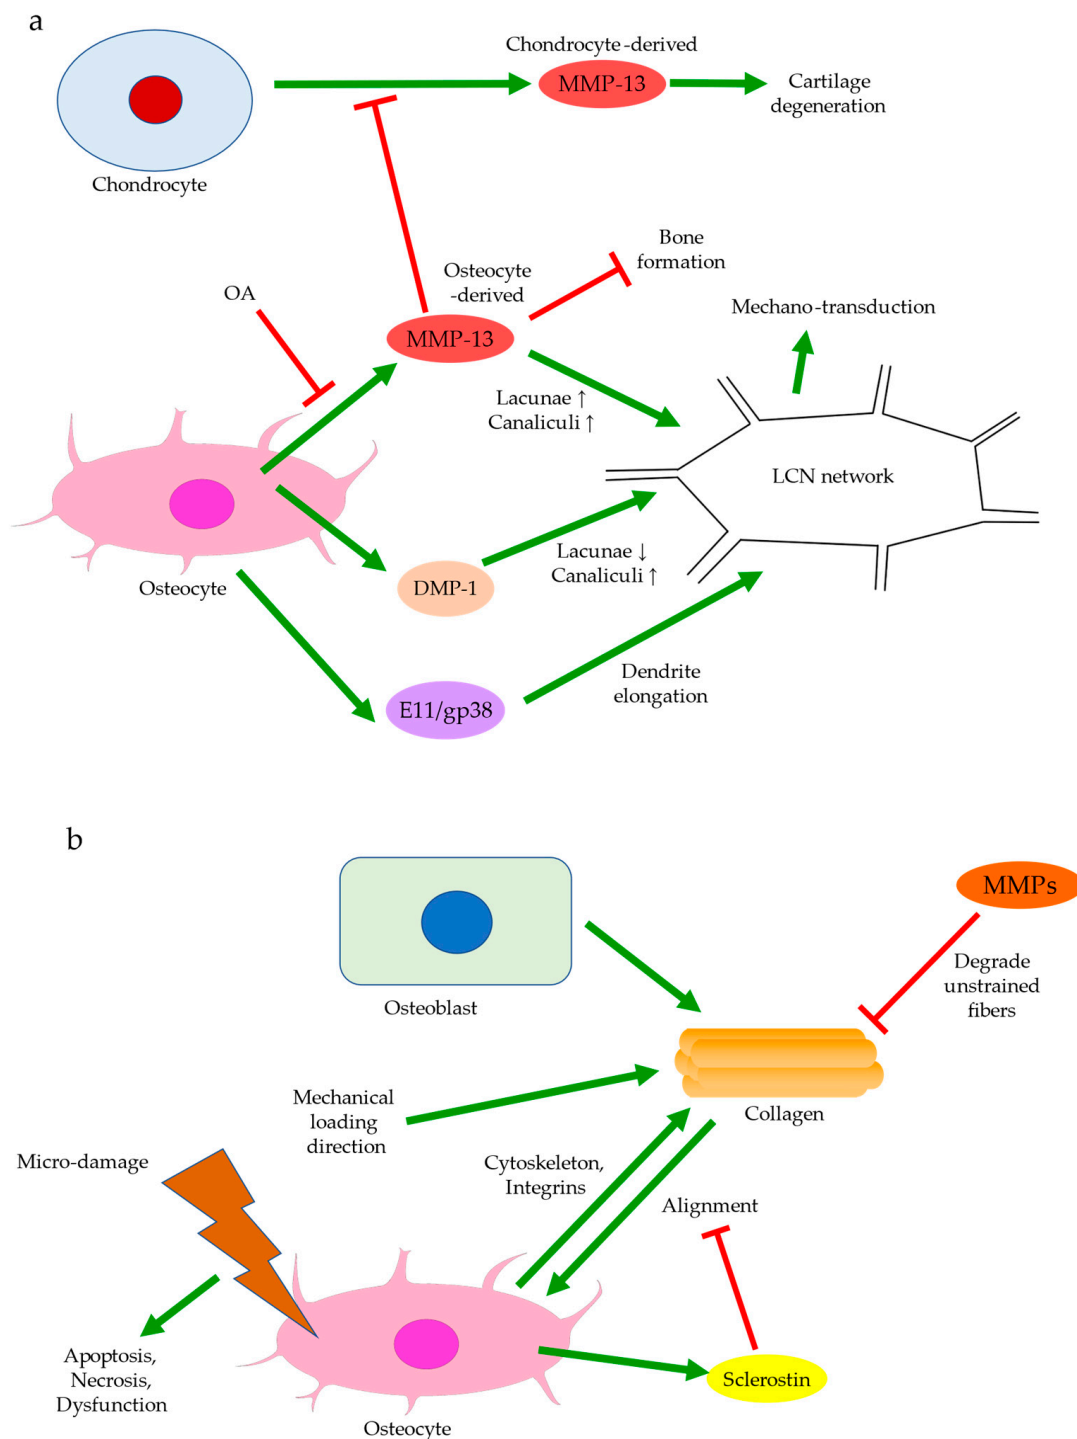 a
Chondrocyte-derived
MMP-13
Cartilage
degeneration
Chondrocyte
Bone
formation
Osteocyte
-derived
OA
MMP-13
Mechano-transduction
Lacunae ↑
Canaliculi ↑
LCN network
Lacunae ↓
Canaliculi ↑
Osteocyte
DMP-1
Dendrite
elongation
E11/gp38
b
MMPs
Degrade
unstrained
fibers
Osteoblast
Mechanical
loading
direction
Collagen
Micro-damage
Cytoskeleton,
Integrins
Alignment
Apoptosis,
Necrosis,
Dysfunction
Sclerostin
Osteocyte